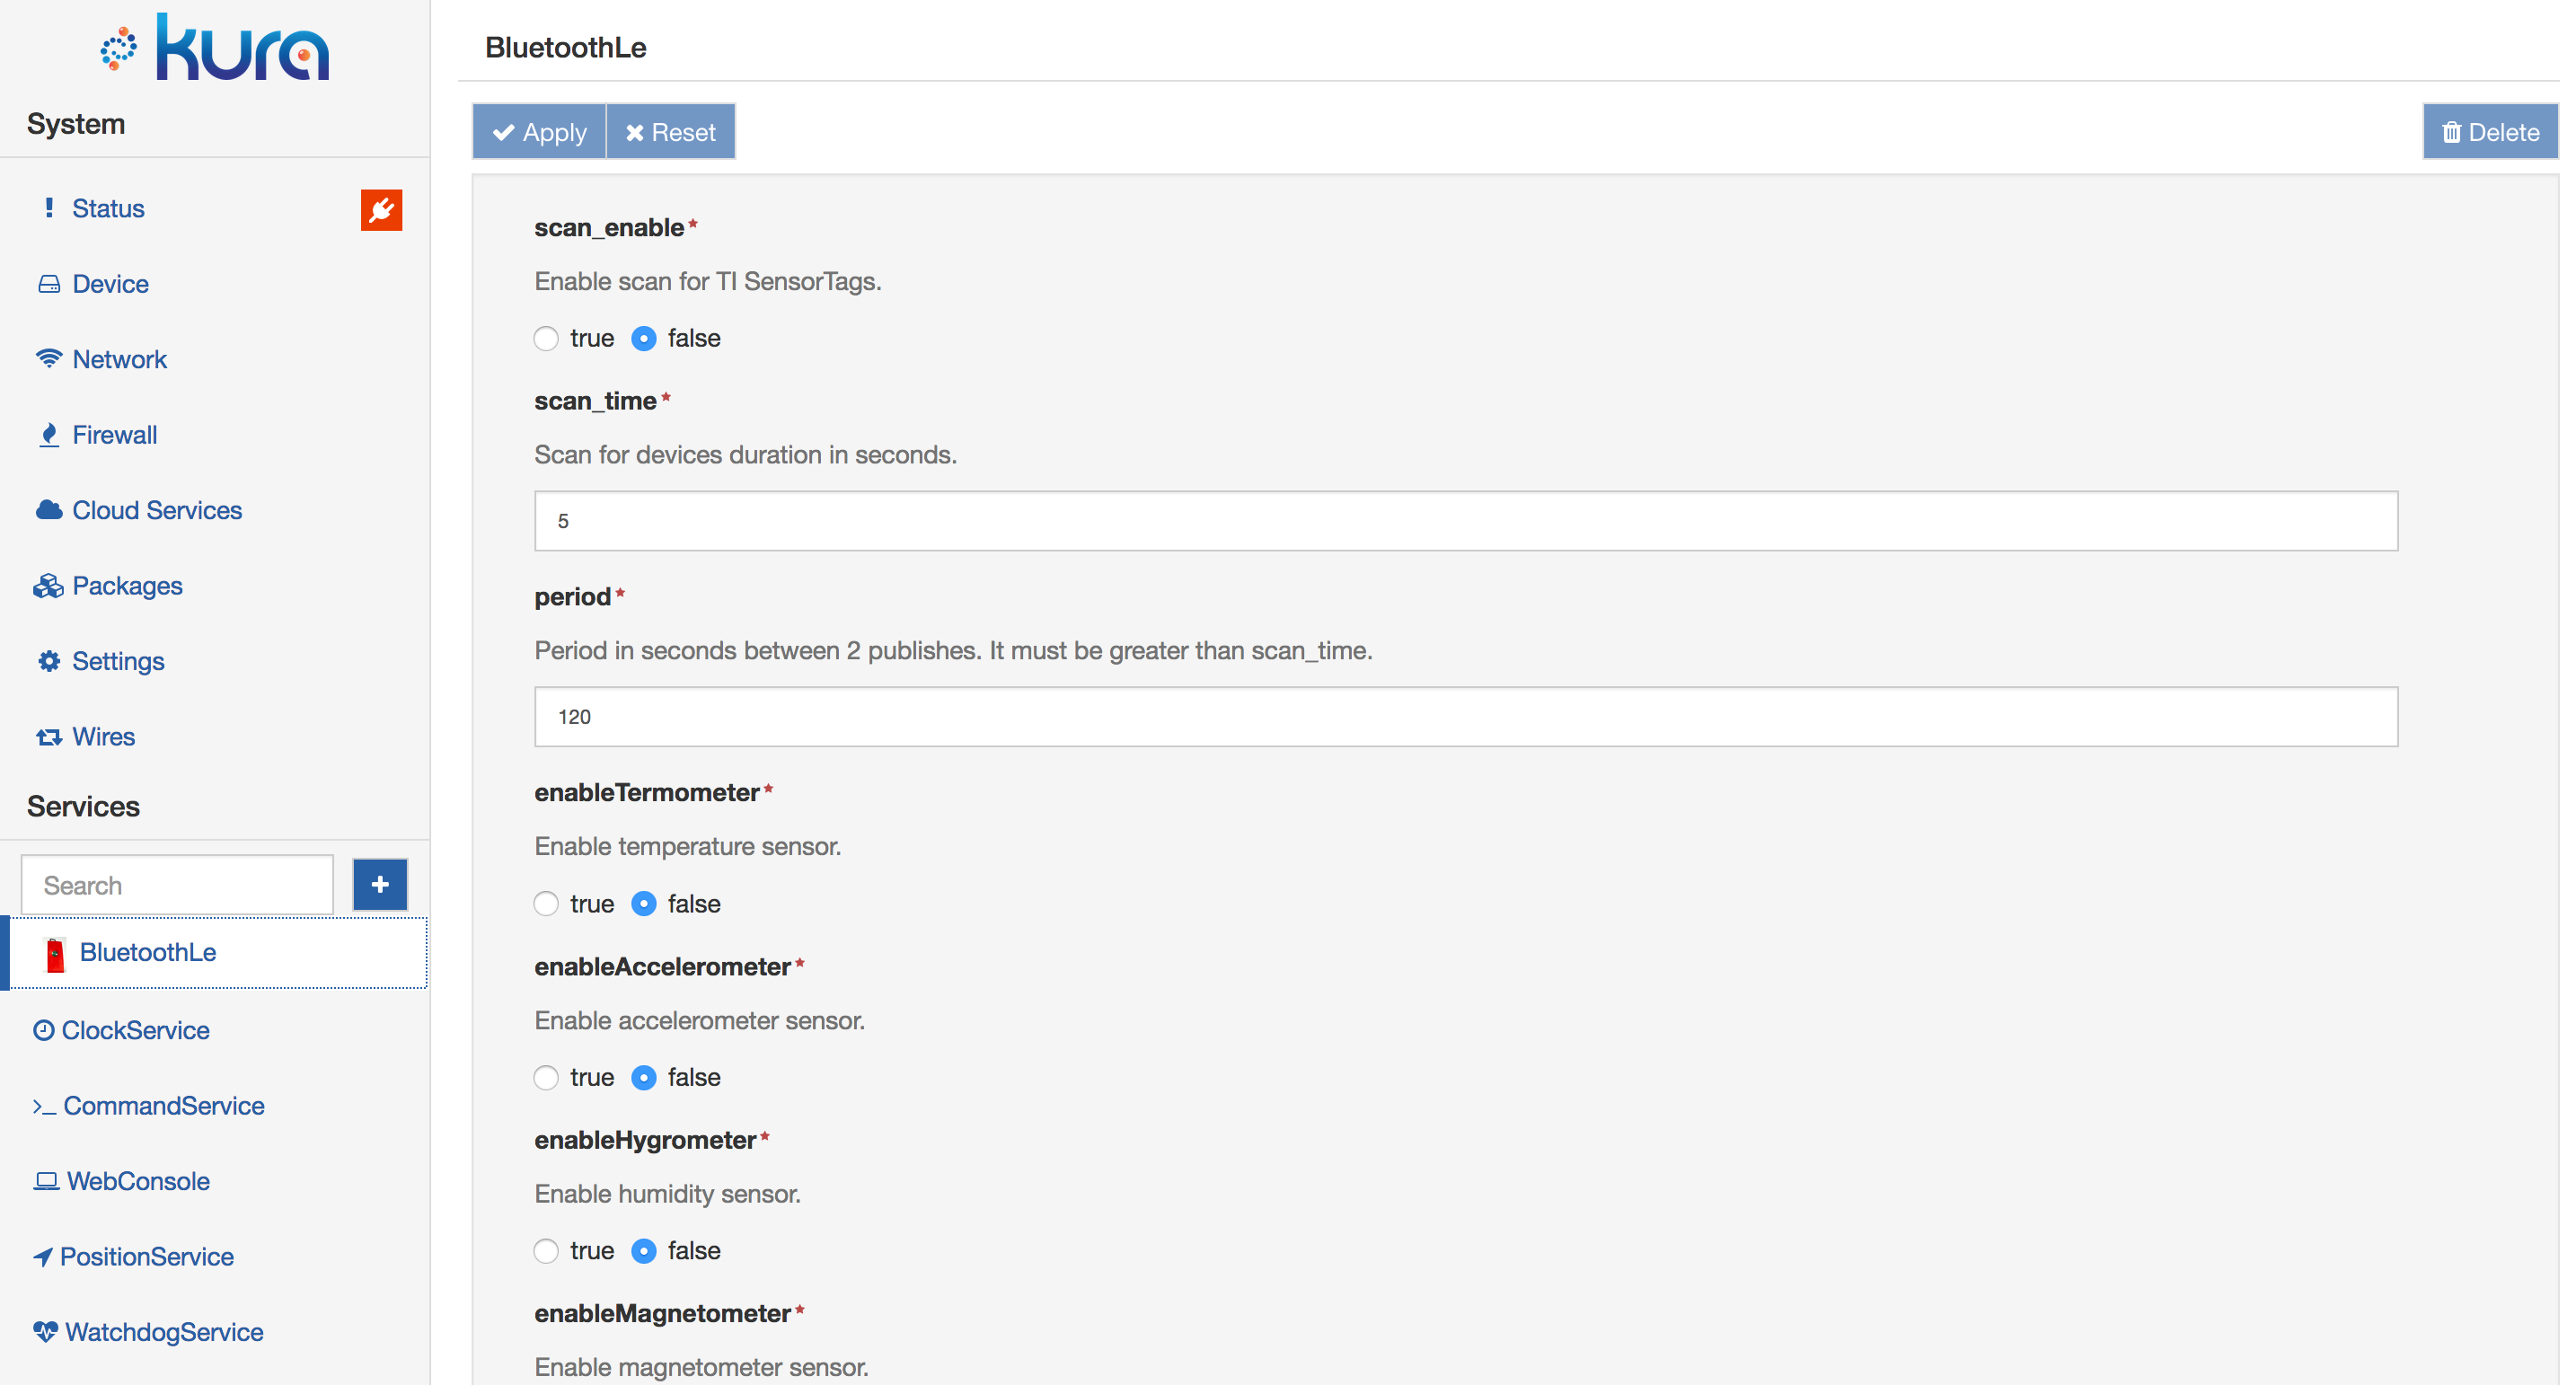 kura
System
Status
Device
Network
Firewall
Cloud Services
Packages
Settings
Wires
Services
Search
BluetoothLe
ClockService
CommandService
WebConsole
PositionService
WatchdogService
BluetoothLe
Apply Reset Delete
scan_enable*
Enable scan for TI SensorTags.
true false
scan_time*
Scan for devices duration in seconds.
5
period*
Period in seconds between 2 publishes. It must be greater than scan_time.
120
enableTermometer*
Enable temperature sensor.
true false
enableAccelerometer*
Enable accelerometer sensor.
true false
enableHygrometer*
Enable humidity sensor.
true false
enableMagnetometer*
Enable magnetometer sensor.